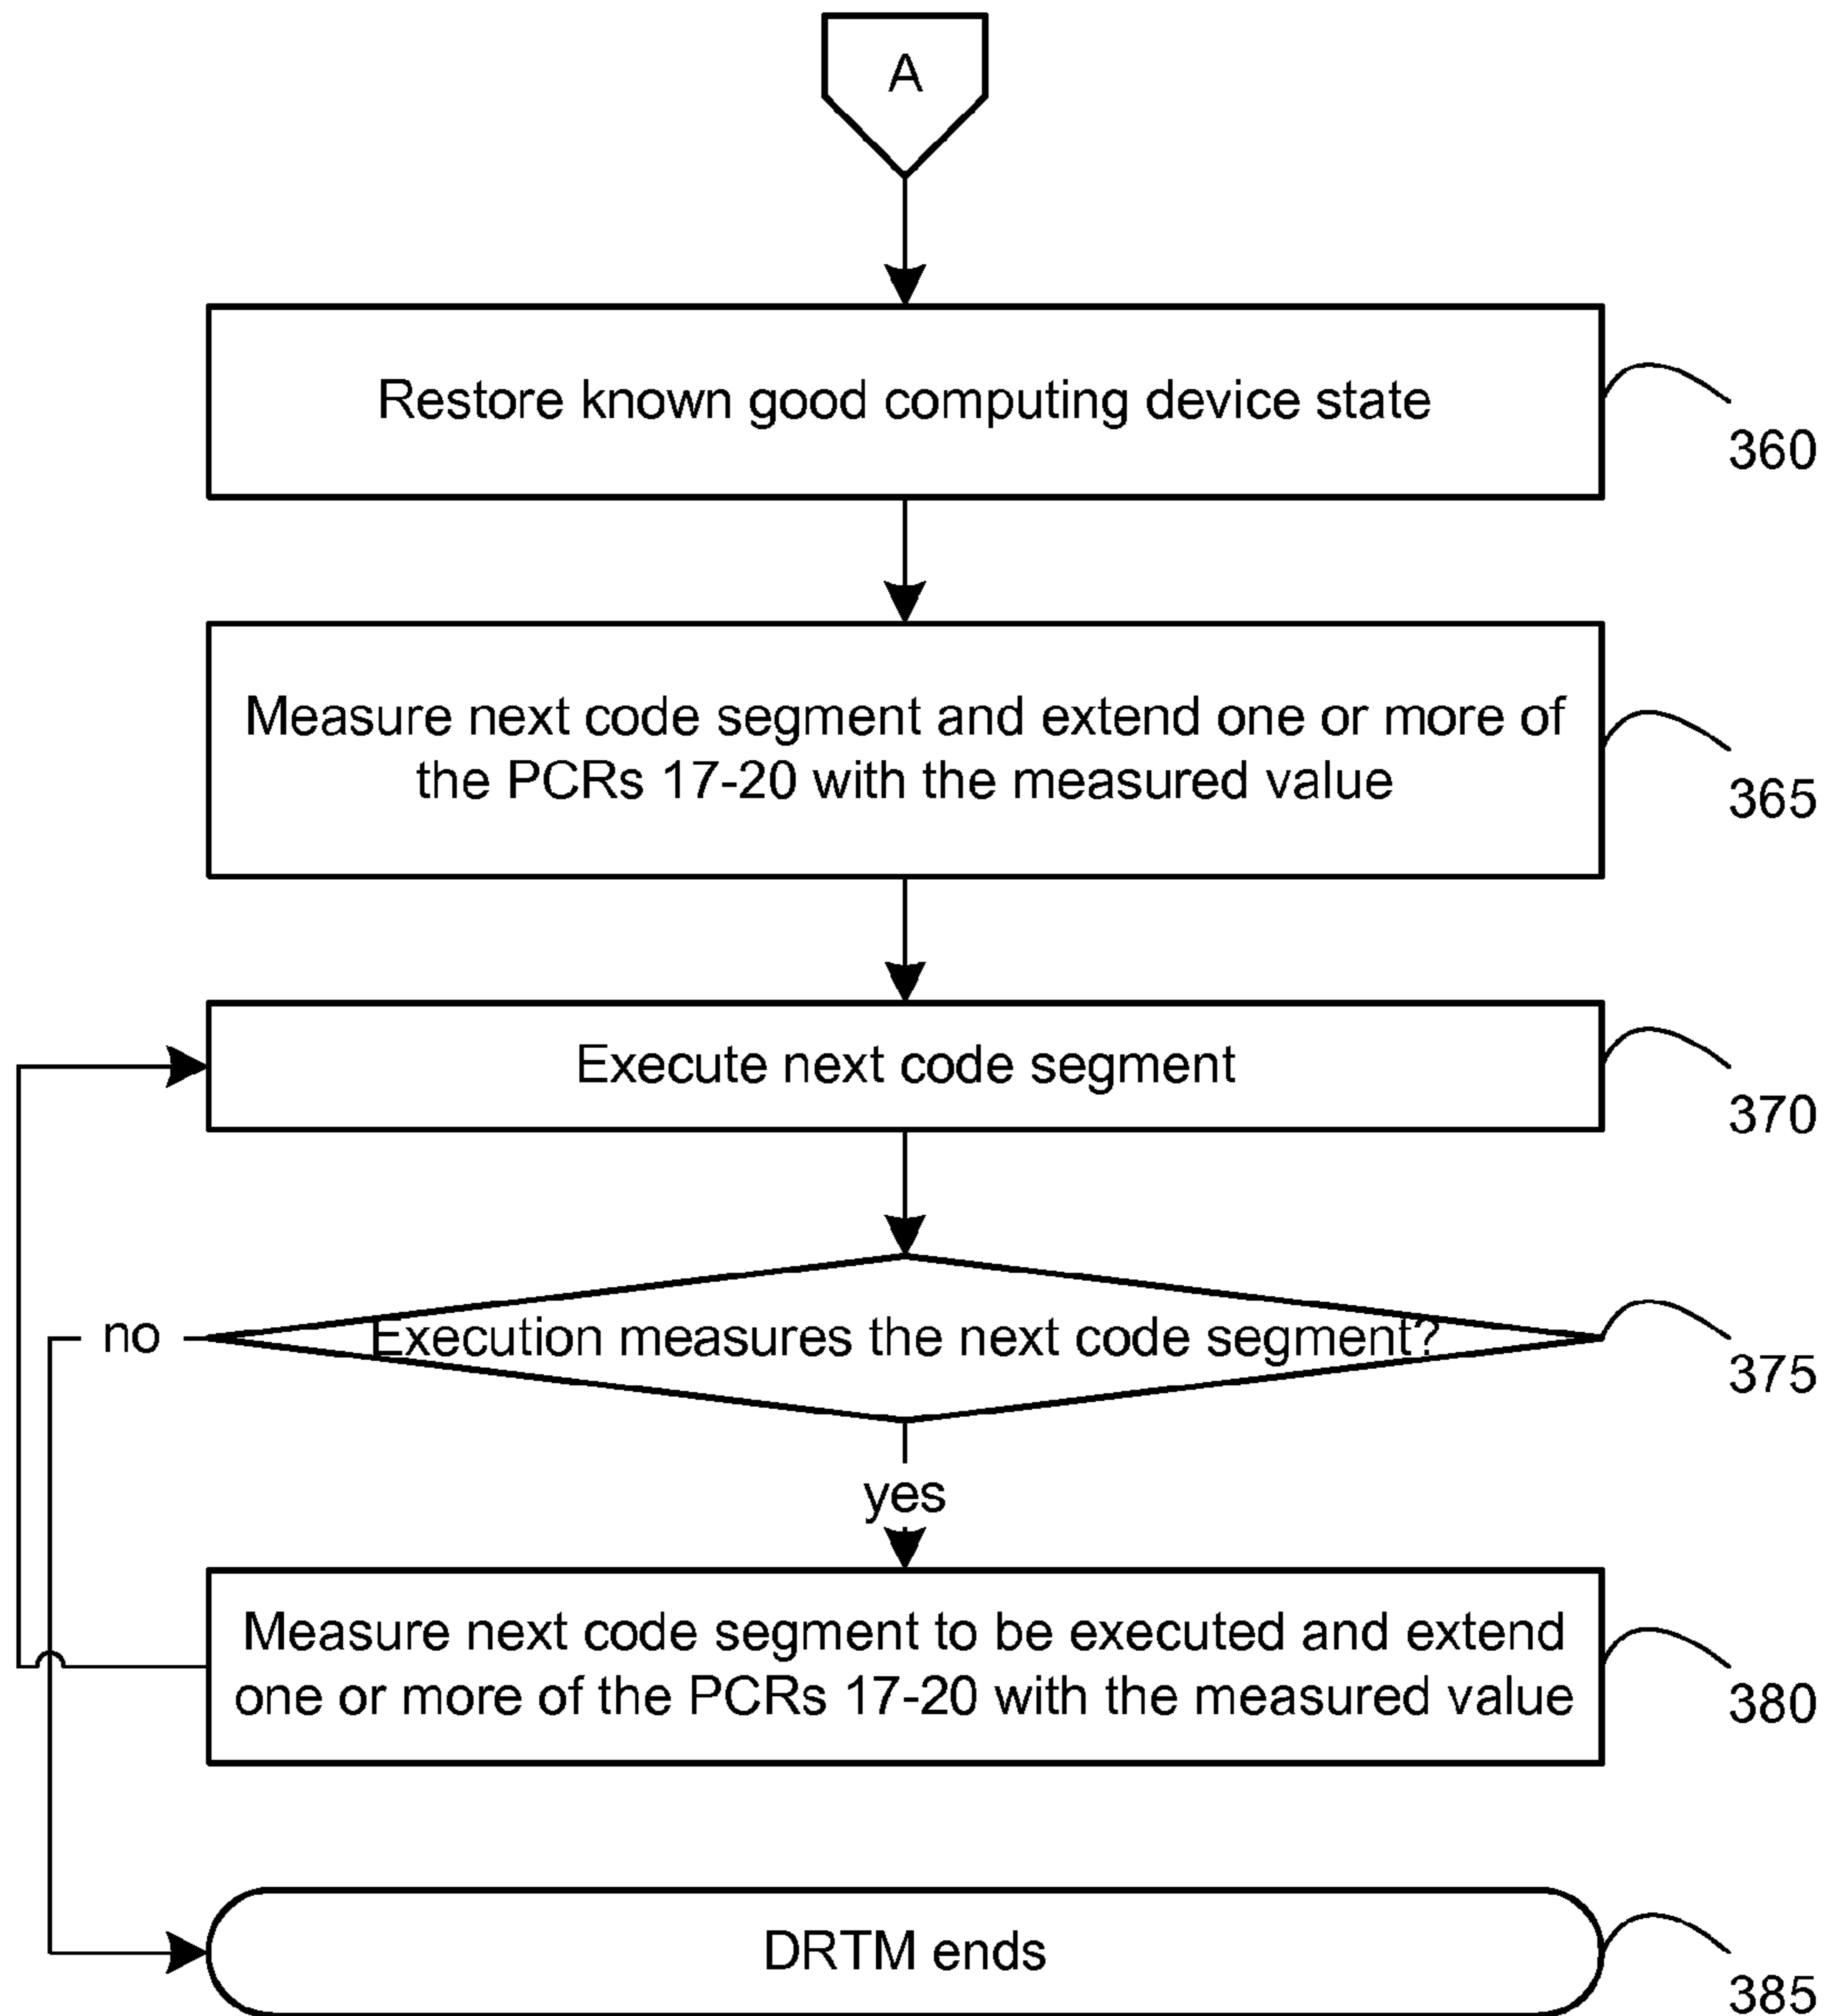 A
Restore known good computing device state
360
Measure next code segment and extend one or more of
the PCRs 17-20 with the measured value
365
Execute next code segment
370
no
Execution measures the next code segment?
375
yes
Measure next code segment to be executed and extend
one or more of the PCRs 17-20 with the measured value
380
DRTM ends
385